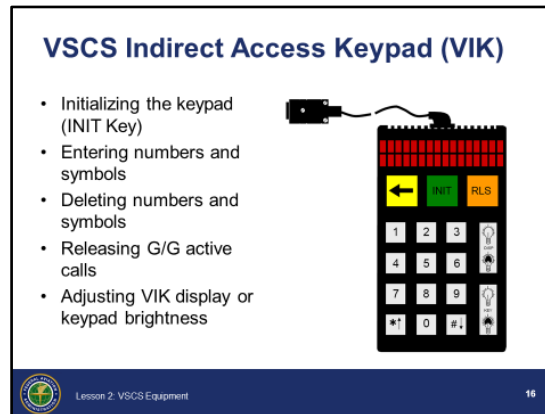 VSCS Indirect Access Keypad (VIK)
• Initializing the keypad
(INIT Key)
• Entering numbers and
symbols
• Deleting numbers and
symbols
• Releasing G/G active
calls
• Adjusting VIK display or
keypad brightness
INIT RLS
1 2 3
4 5 6
7 8 9
*↑ 0 #↓
Lesson 2: VSCS Equipment
16